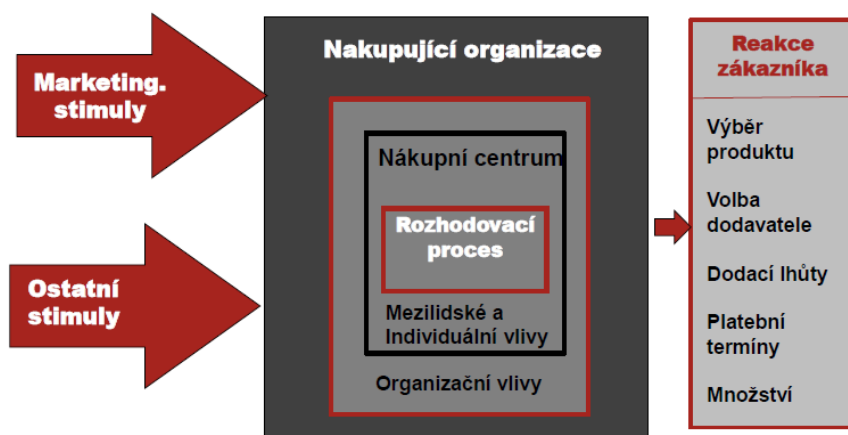 Marketing.
stimuly
Ostatní
stimuly
Nakupující organizace
Nákupní centrum
Rozhodovací
proces
Mezilidské a
Individuální vlivy
Organizační vlivy
Reakce
zákazníka
Výběr
produktu
Volba
dodavatele
Dodací lhůty
Platební
termíny
Množství